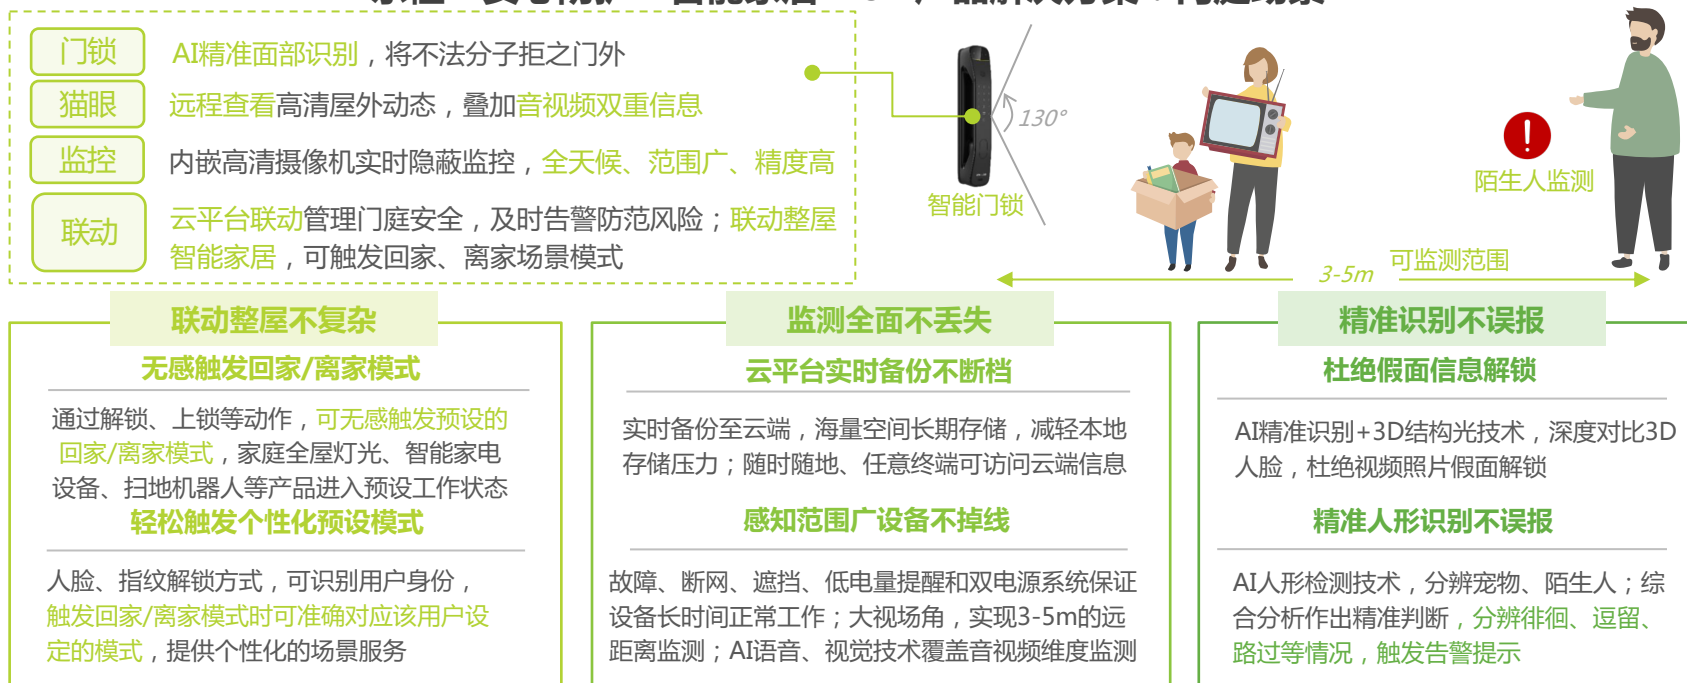 门锁
AI精准面部识别，将不法分子拒之门外
猫眼
远程查看高清屋外动态，叠加音视频双重信息
监控
内嵌高清摄像机实时隐蔽监控，全天候、范围广、精度高
联动
云平台联动管理门庭安全，及时告警防范风险；联动整屋
智能家居，可触发回家、离家场景模式
130°
智能门锁
陌生人监测
3-5m
可监测范围
联动整屋不复杂
无感触发回家/离家模式
通过解锁、上锁等动作，可无感触发预设的
回家/离家模式，家庭全屋灯光、智能家电
设备、扫地机器人等产品进入预设工作状态
轻松触发个性化预设模式
人脸、指纹解锁方式，可识别用户身份，
触发回家/离家模式时可准确对应该用户设
定的模式，提供个性化的场景服务
监测全面不丢失
云平台实时备份不断档
实时备份至云端，海量空间长期存储，减轻本地
存储压力；随时随地、任意终端可访问云端信息
感知范围广设备不掉线
故障、断网、遮挡、低电量提醒和双电源系统保证
设备长时间正常工作；大视场角，实现3-5m的远
距离监测；AI语音、视觉技术覆盖音视频维度监测
精准识别不误报
杜绝假面信息解锁
AI精准识别+3D结构光技术，深度对比3D
人脸，杜绝视频照片假面解锁
精准人形识别不误报
AI人形检测技术，分辨宠物、陌生人；综
合分析作出精准判断，分辨徘徊、逗留、
路过等情况，触发告警提示